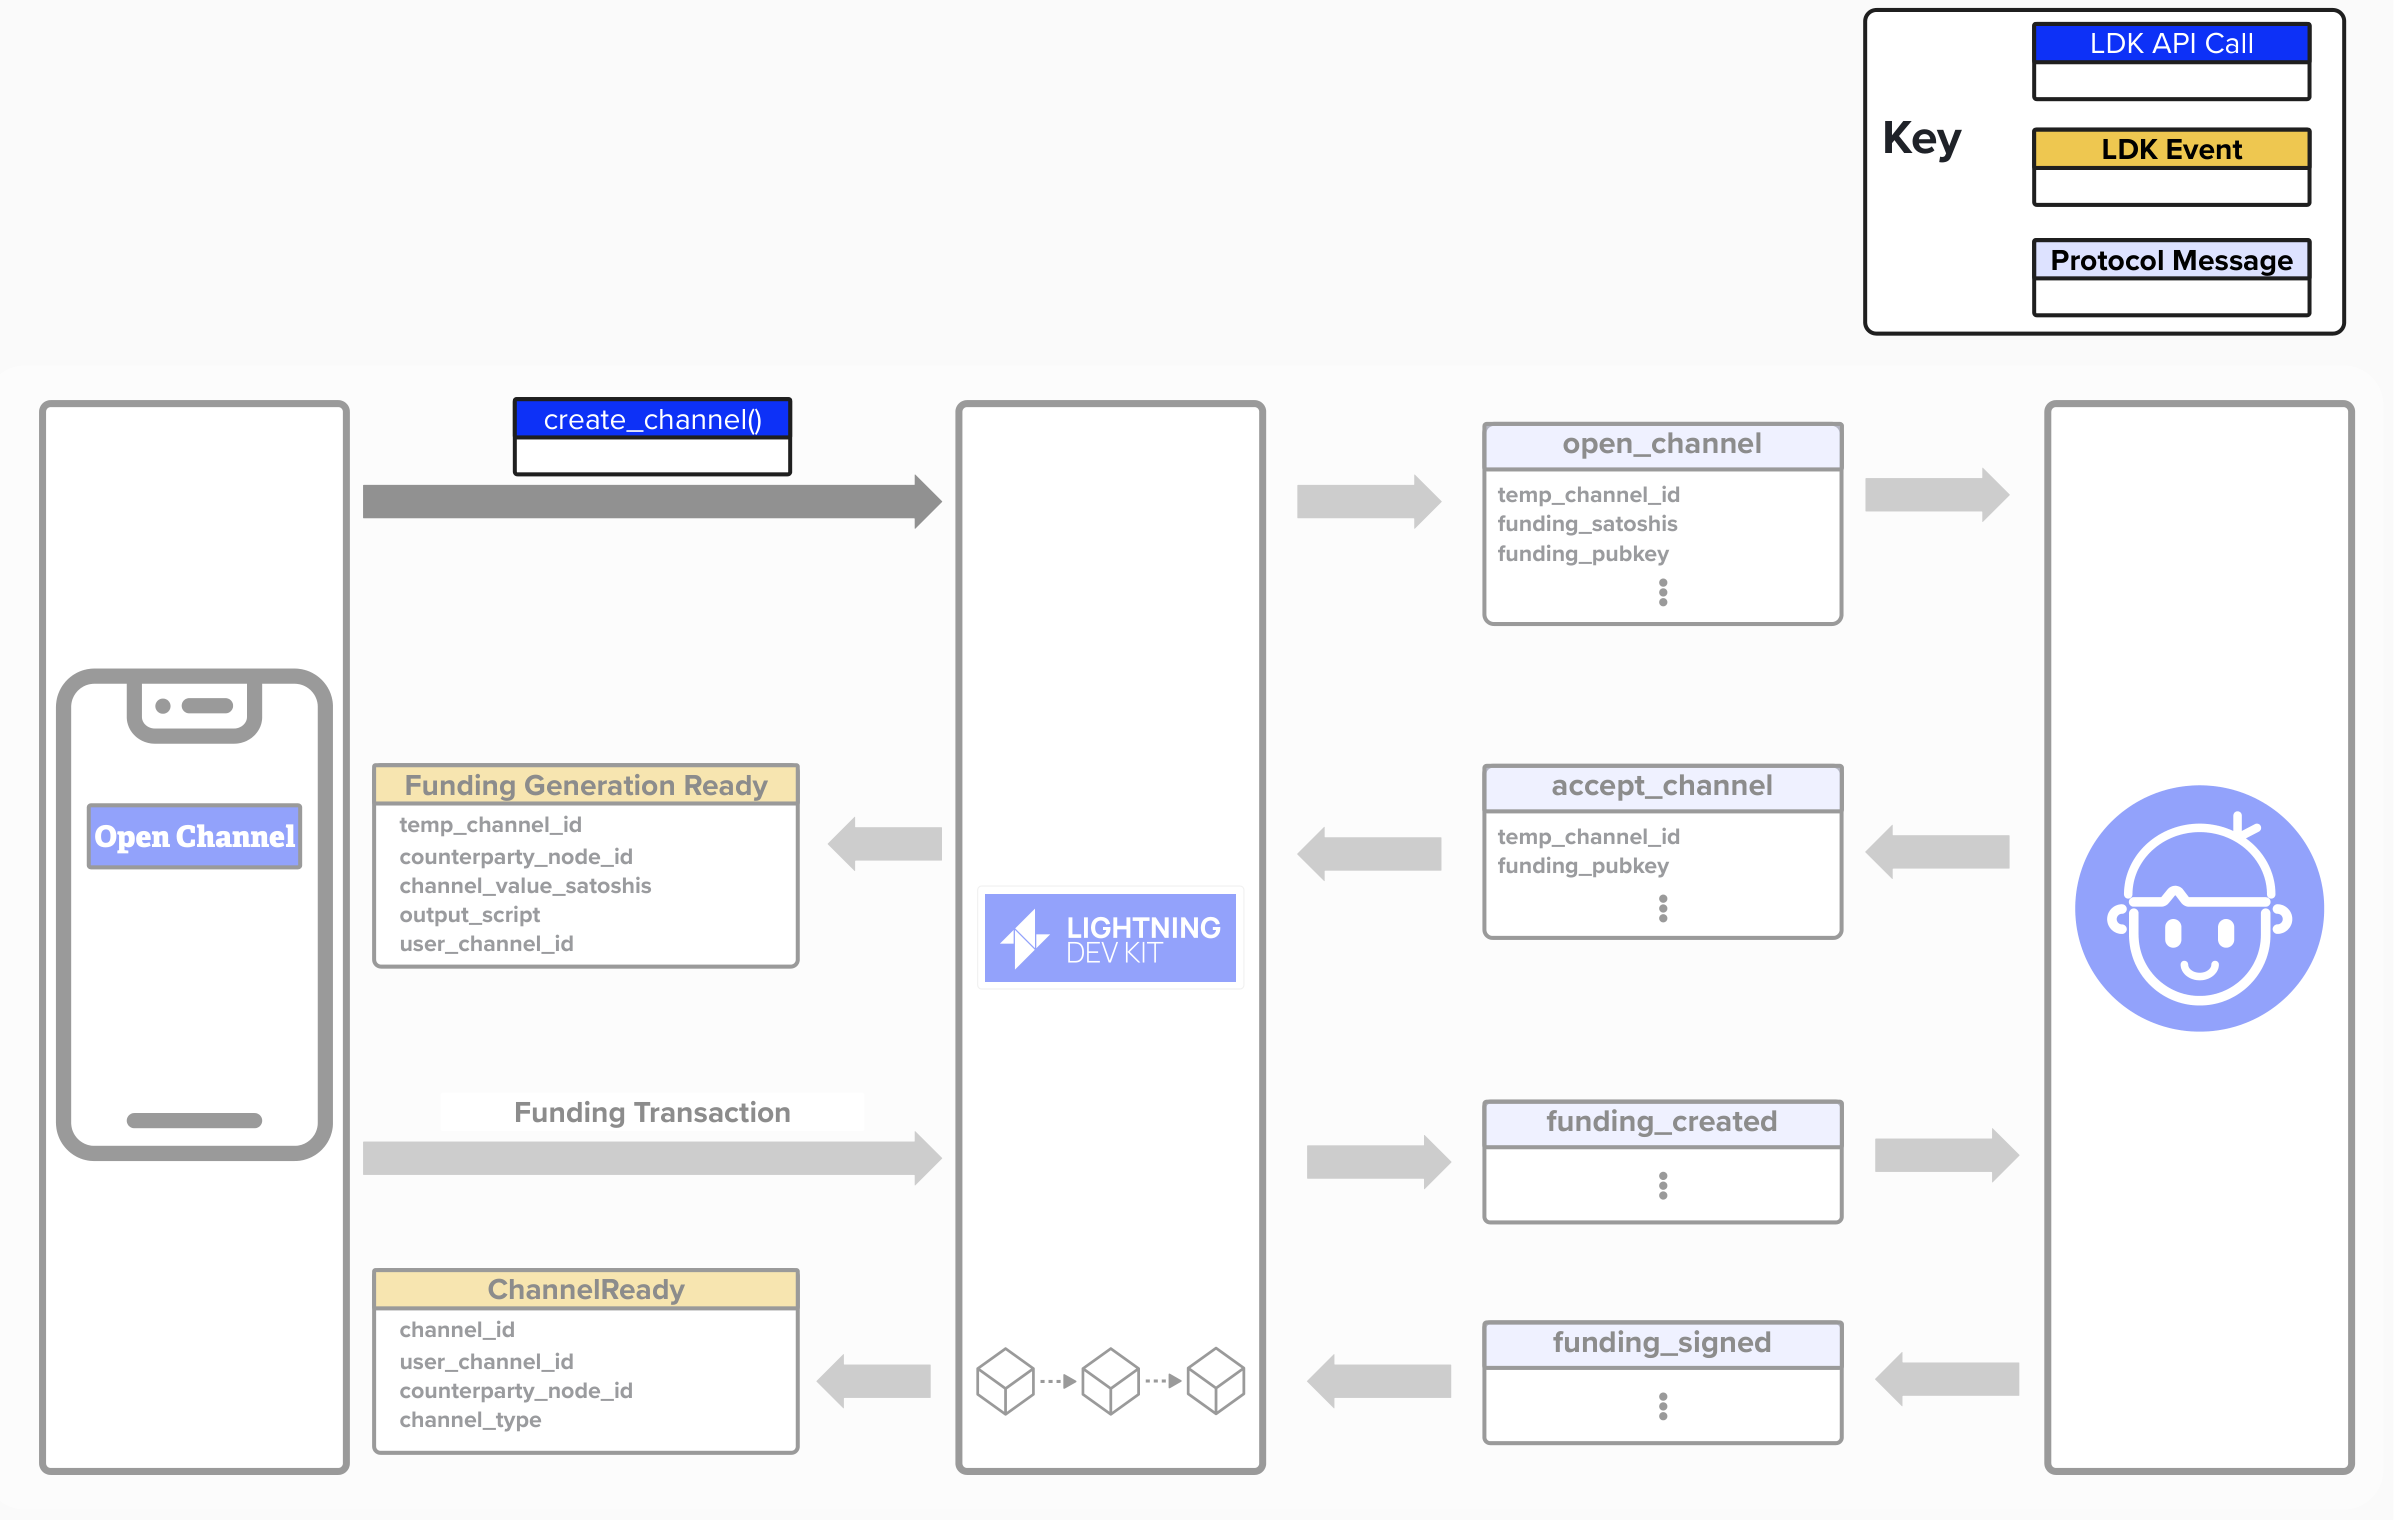 LDK API Call
Key
LDK Event
Protocol Message
create_channel()
open_channel
temp_channel_id
funding_satoshis
funding_pubkey
Funding Generation Ready
temp_channel_id
counterparty_node_id
channel_value_satoshis
output_script
user_channel_id
accept_channel
temp_channel_id
funding_pubkey
Open Channel
LIGHTNING
DEV KIT
Funding Transaction
funding_created
ChannelReady
channel_id
user_channel_id
counterparty_node_id
channel_type
funding_signed